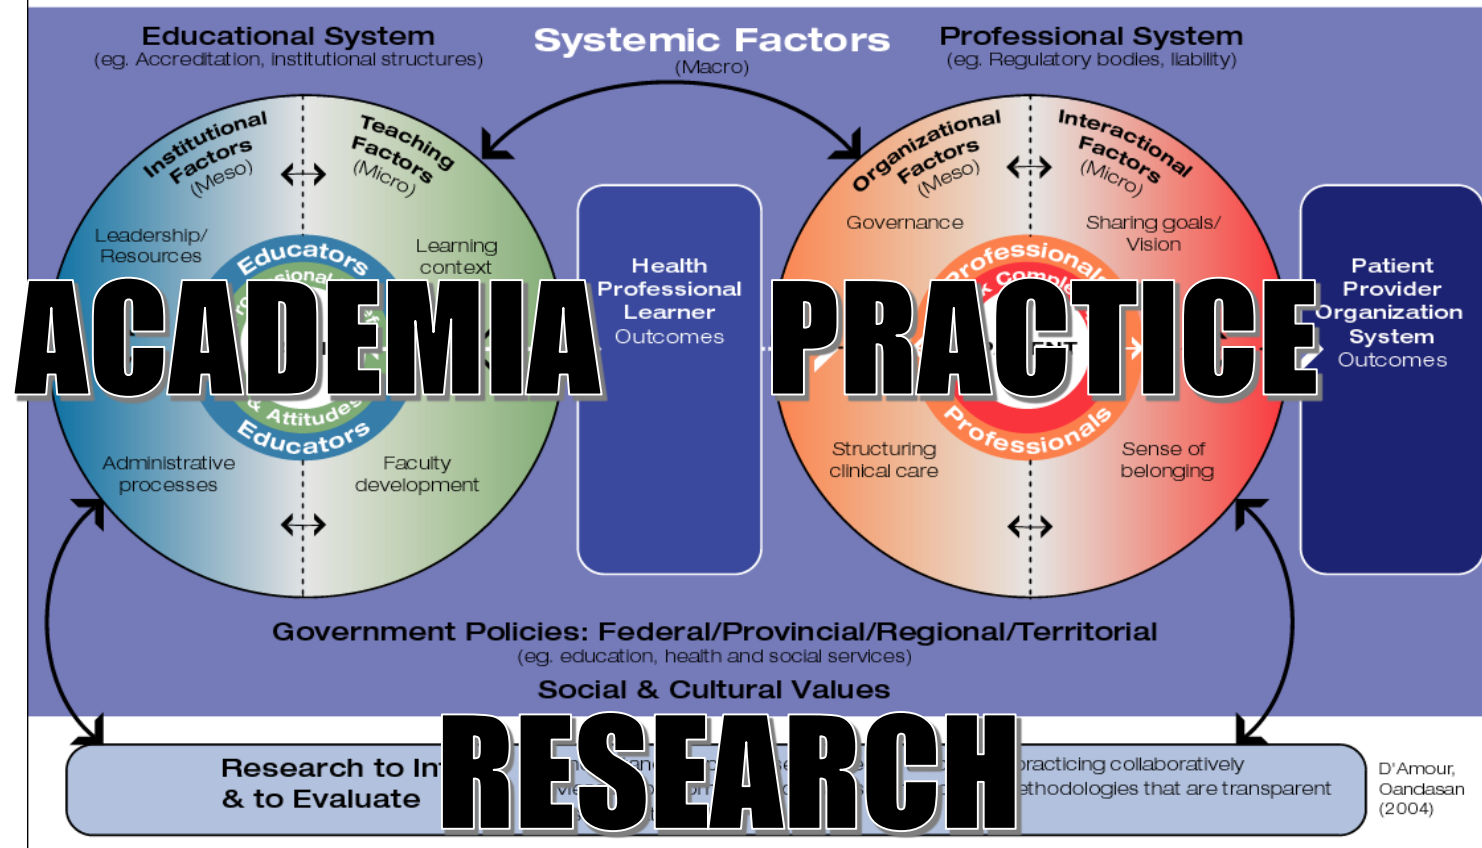 Educational System
(eg. Accreditation, institutional structures)
Systemic Factors
(Macro)
Professional System
(eg. Regulatory bodies, liability)
Institutional
Factors
(Meso)
Teaching
Factors
(Micro)
Leadership/
Resources
Learning
context
Educators
ACADEMIA
& Attitudes
Educators
Administrative
processes
Faculty
development
Health
Professional
Learner
Outcomes
Organizational
Factors
(Meso)
Interactional
Factors
(Micro)
Governance
Sharing goals/
Vision
Professionals
PRACTICE
Professionals
Structuring
clinical care
Sense of
belonging
Patient
Provider
Organization
System
Outcomes
Government Policies: Federal/Provincial/Regional/Territorial
(eg. education, health and social services)
Social & Cultural Values
RESEARCH
Research to
& to Evaluate
practicing collaboratively
that are transparent
D'Amour,
Oandasan
(2004)